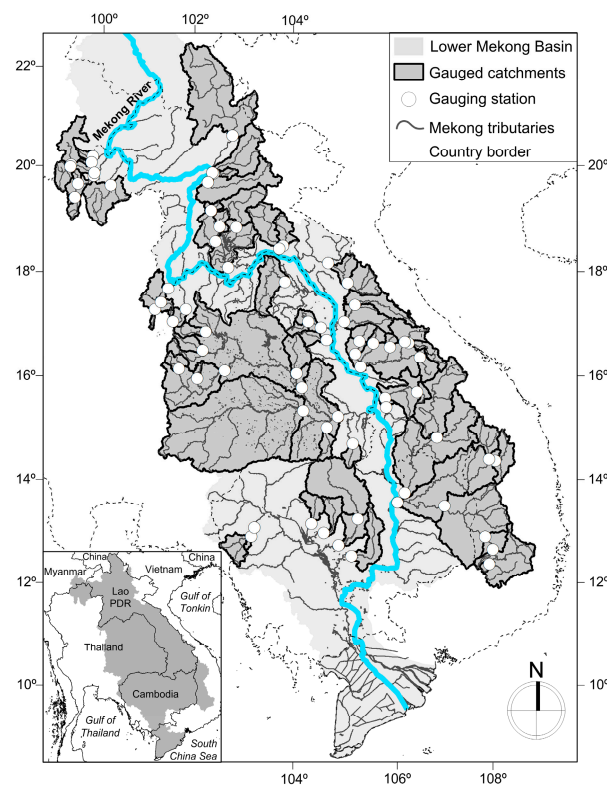 100º 102º 104º
22º
20º
18º
16º
14º
12º
10º
20º
18º
16º
14º
12º
10º
104º 106º 108º
Mekong River
Lower Mekong Basin
Gauged catchments
Gauging station
Mekong tributaries
Country border
N
China
China
Myanmar
Vietnam
Lao
PDR
Gulf of
Tonkin
Thailand
Cambodia
Gulf of
Thailand
South
China Sea